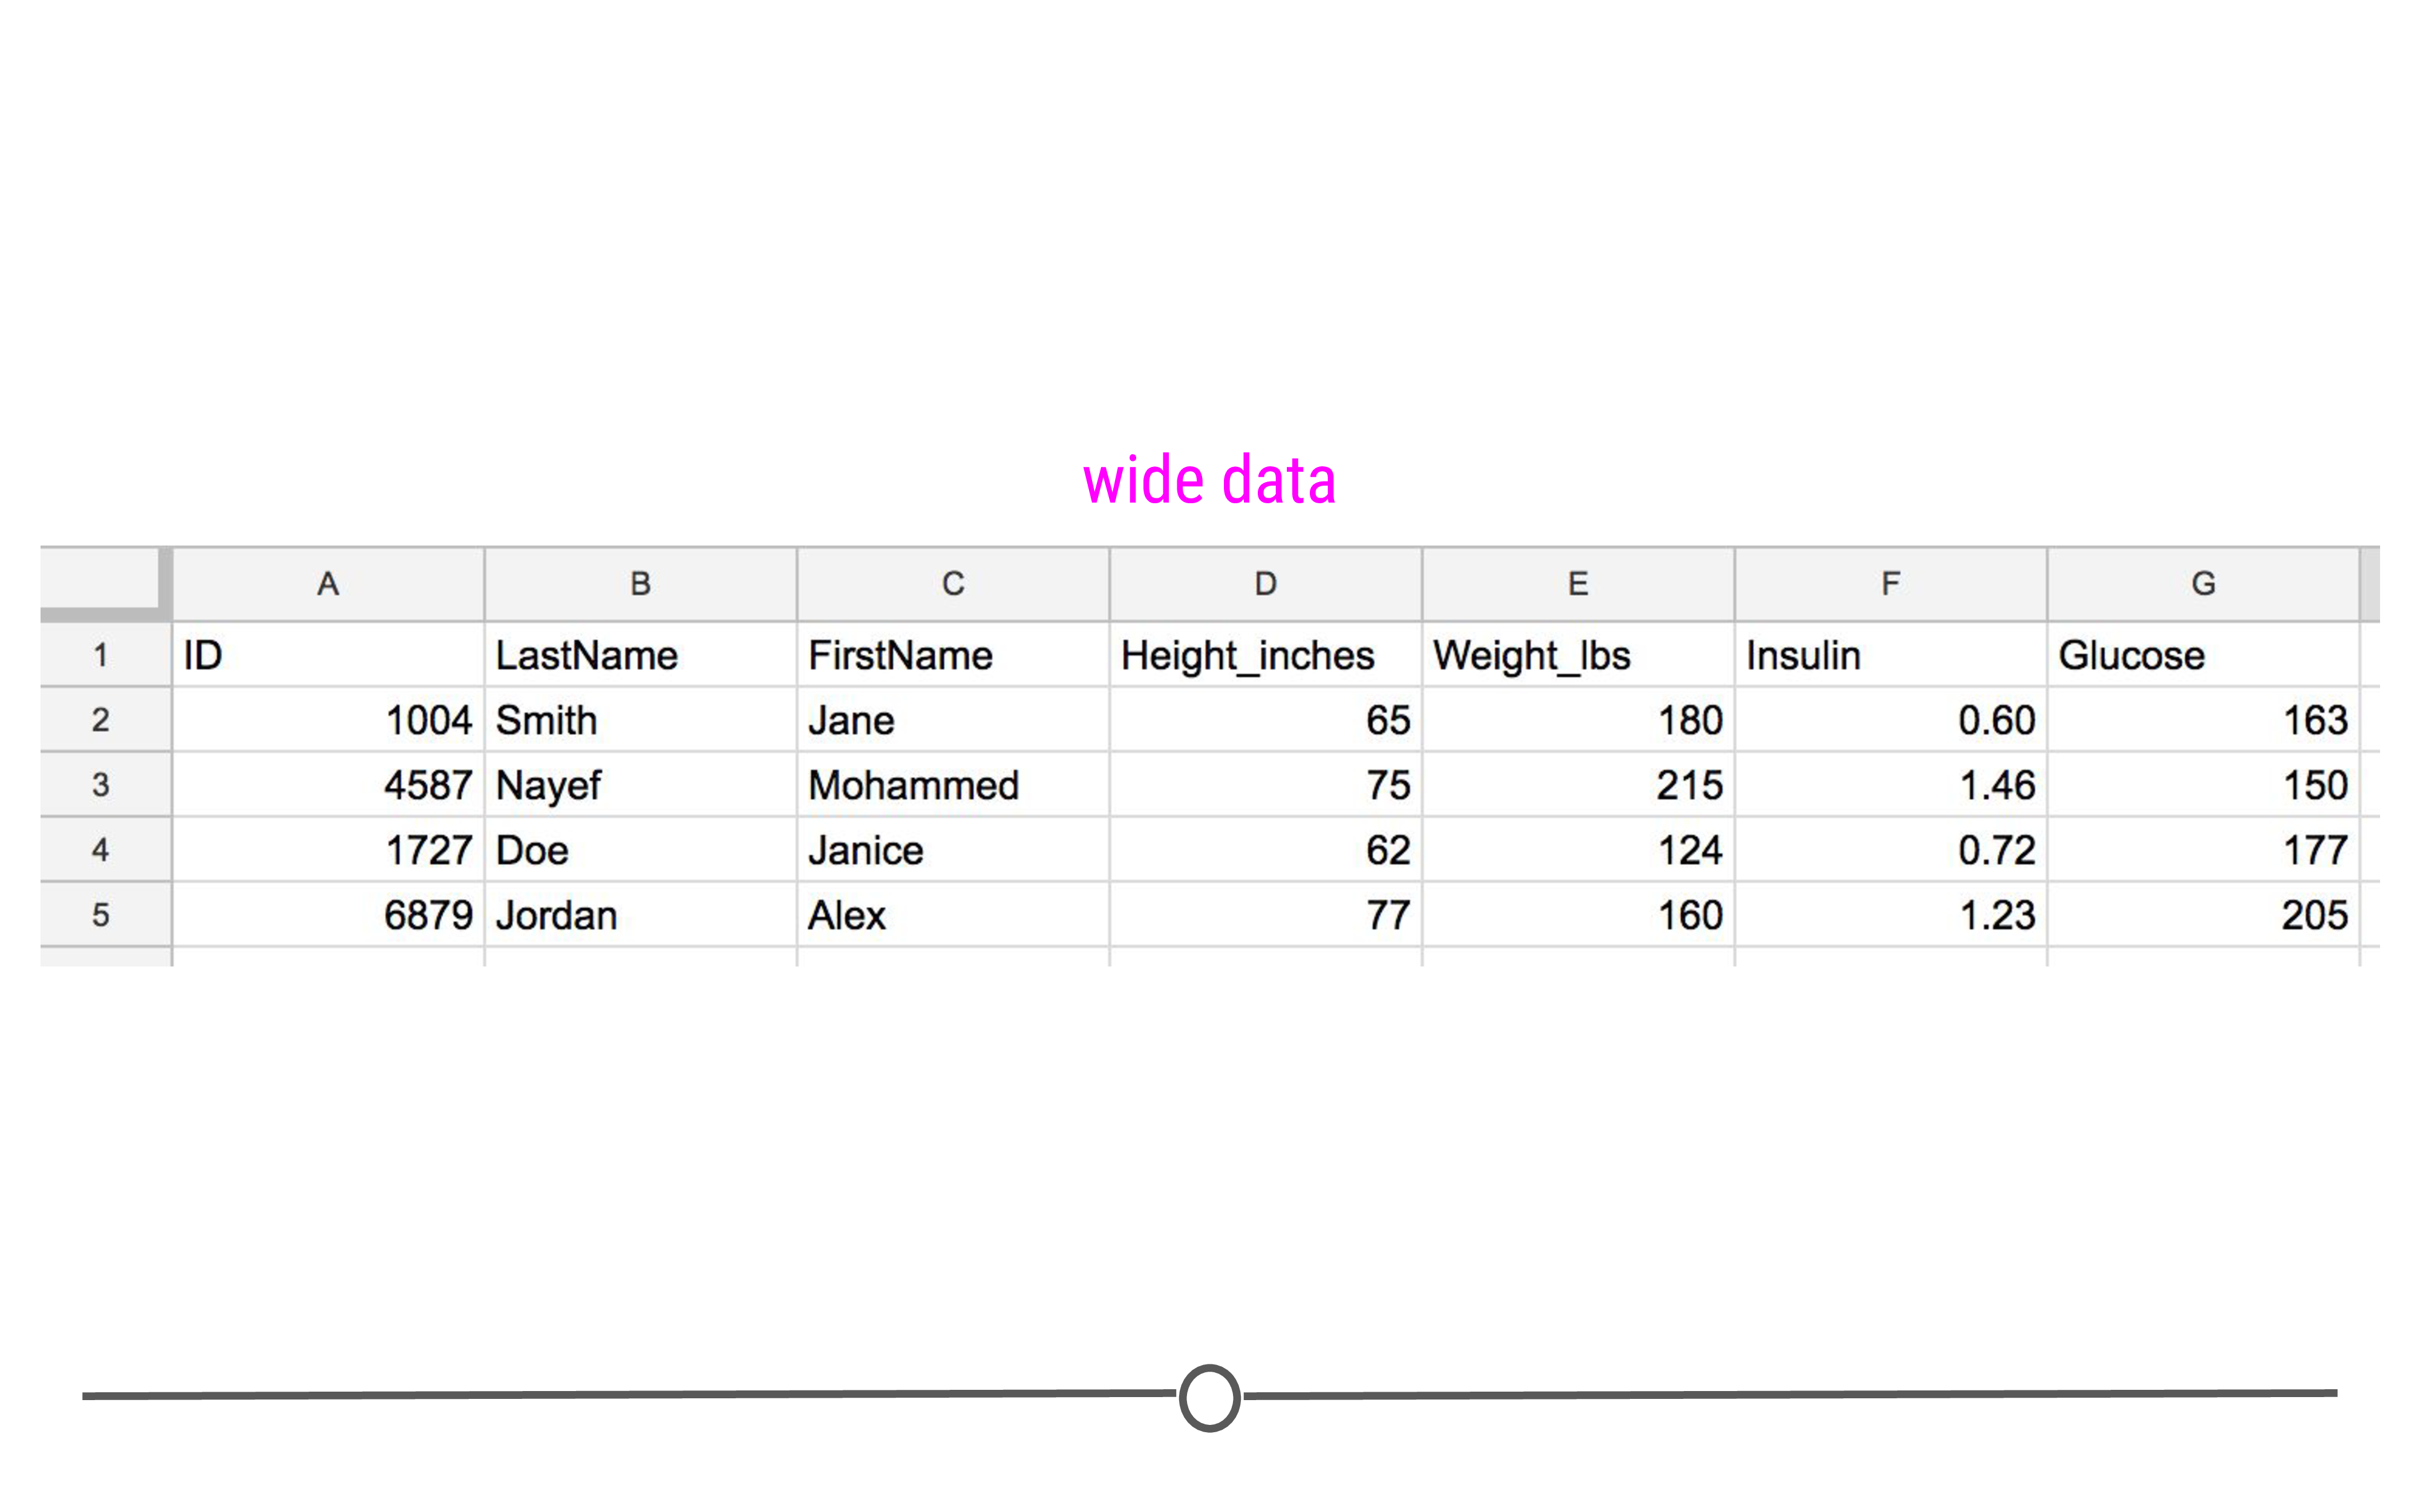 wide data
A B C D E F G
1 ID LastName FirstName Height_inches Weight_lbs Insulin Glucose
2 1004 Smith Jane 65 180 0.60 163
3 4587 Nayef Mohammed 75 215 1.46 150
4 1727 Doe Janice 62 124 0.72 177
5 6879 Jordan Alex 77 160 1.23 205